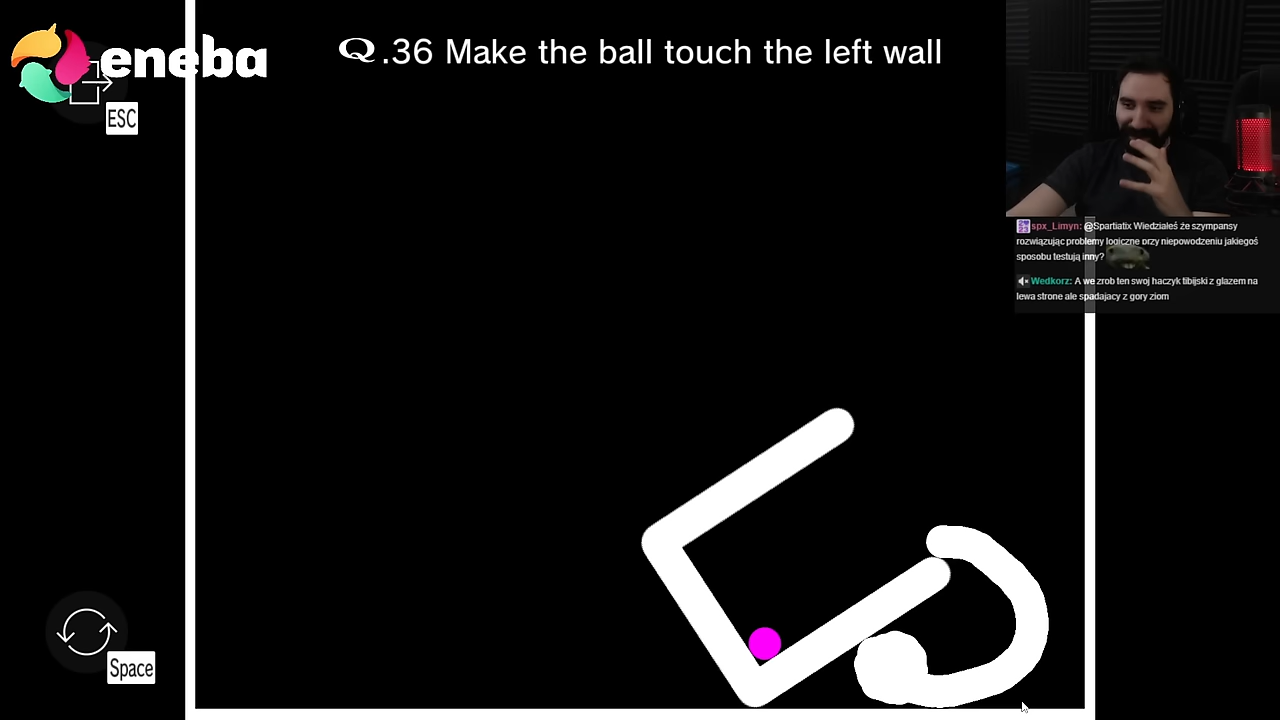 eneba
Q.36 Make the ball touch the left wall
ESC
spx_Limyn: @Spartiatix Wiedziałeś że szympansy
rozwiązując problemy logiczne przy niepowodzeniu jakiegoś
sposobu testują inny?
Wedkorz: A we zrob ten swoj haczyk tibijski z glazem na
lewa strone ale spadajacy z gory ziom
Space